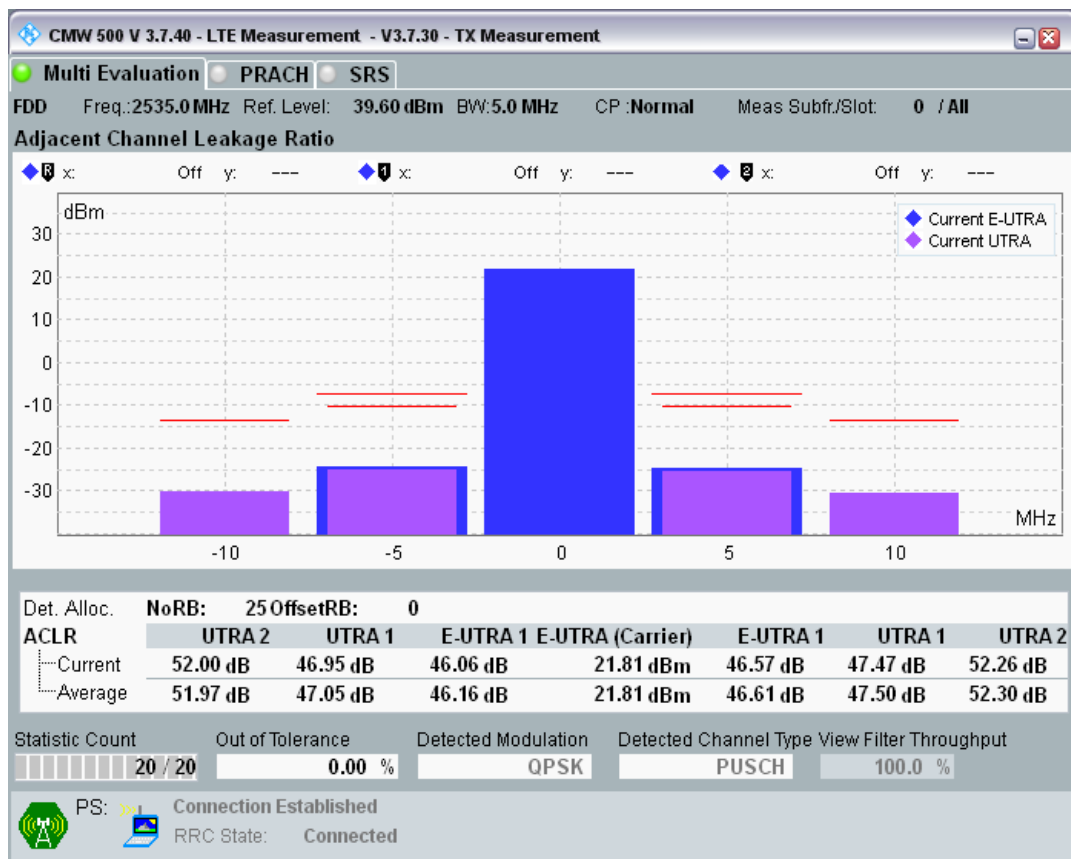 CMW 500 V 3.7.40 - LTE Measurement - V3.7.30 - TX Measurement
Multi Evaluation PRACH SRS
FDD Freq.:2535.0 MHz Ref. Level: 39.60 dBm BW:5.0 MHz CP :Normal Meas Subfr./Slot: 0 / All
Adjacent Channel Leakage Ratio
R x: Off y: --- 1 x: Off y: --- 2 x: Off y: ---
dBm
Current E-UTRA
Current UTRA
30
20
10
0
-10
-20
-30
MHz
-10 -5 0 5 10
Det. Alloc. NoRB: 25 OffsetRB: 0
ACLR UTRA 2 UTRA 1 E-UTRA 1 E-UTRA (Carrier) E-UTRA 1 UTRA 1 UTRA 2
Current 52.00 dB 46.95 dB 46.06 dB 21.81 dBm 46.57 dB 47.47 dB 52.26 dB
Average 51.97 dB 47.05 dB 46.16 dB 21.81 dBm 46.61 dB 47.50 dB 52.30 dB
Statistic Count Out of Tolerance Detected Modulation Detected Channel Type View Filter Throughput
20 / 20 0.00 % QPSK PUSCH 100.0 %
PS: Connection Established
RRC State: Connected